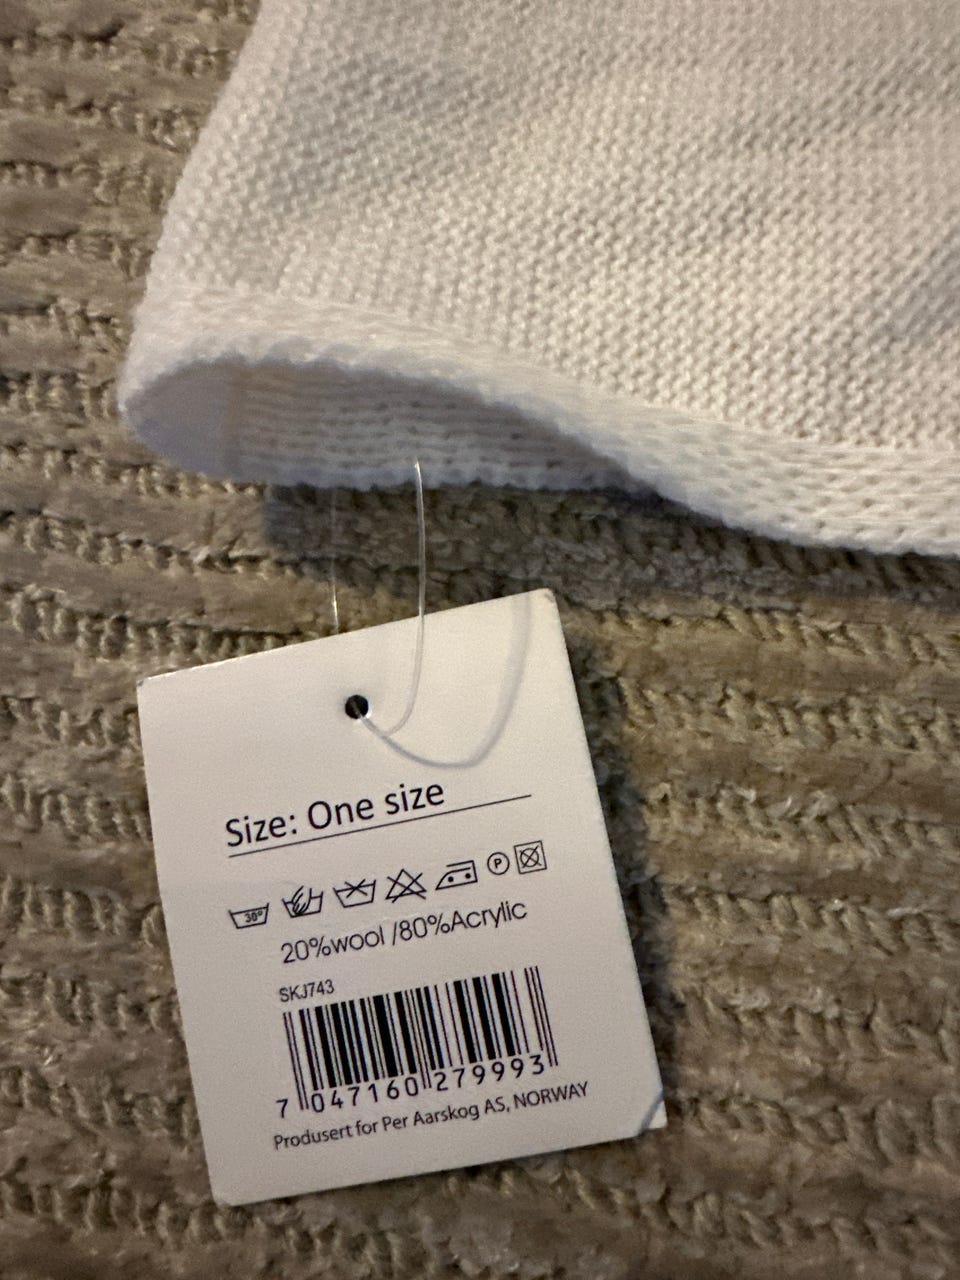 Size: One size
30°
P
20%wool /80%Acrylic
SKJ743
7 047160 279993
Produsert for Per Aarskog AS, NORWAY